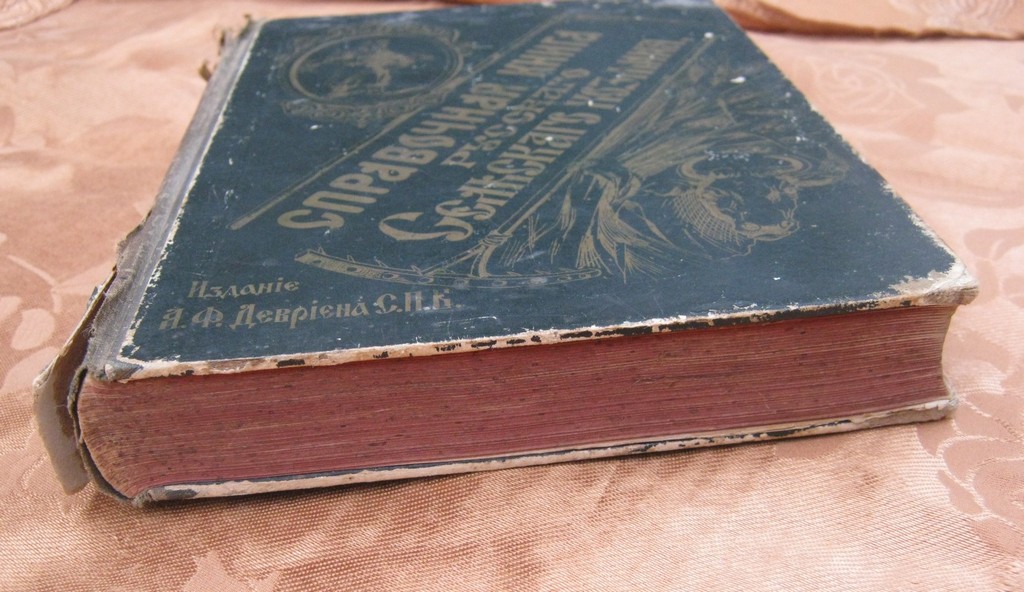 СПРАВОЧНАЯ КНИГА
РУССКАГО
СЕЛЬСКАГО ХОЗЯИНА
Изданіе
А. Ф. Девріена С.П.Б.